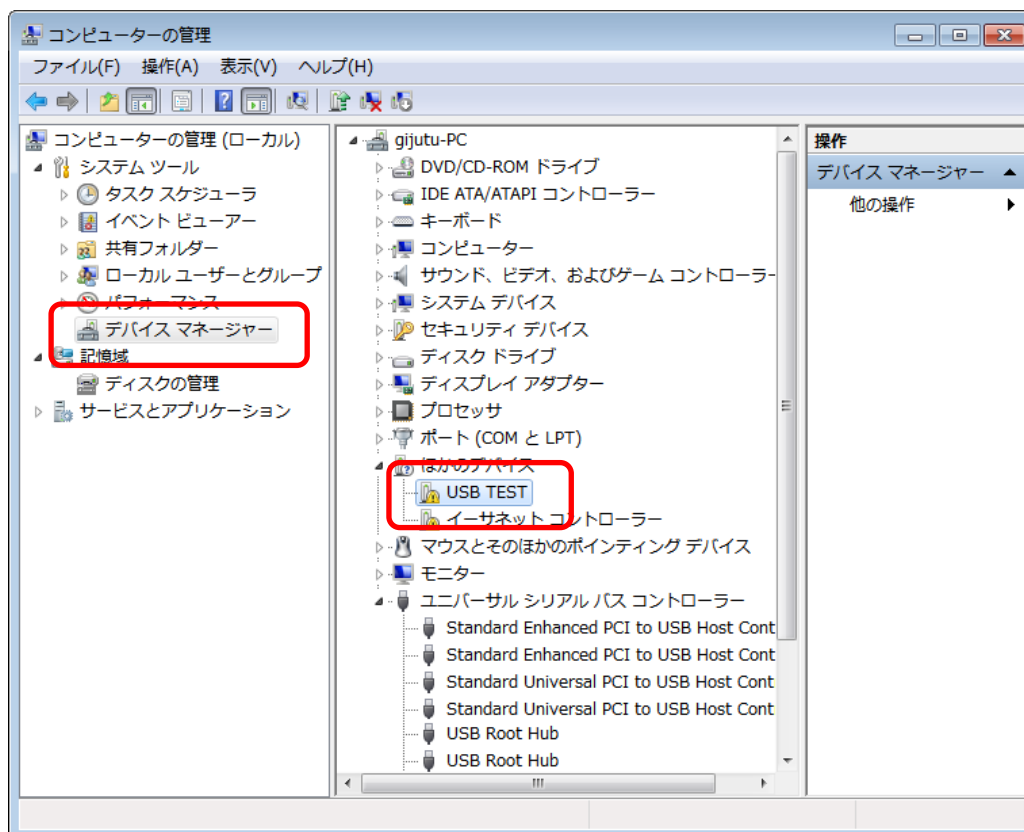 コンピューターの管理
ファイル(F) 操作(A) 表示(V) ヘルプ(H)
コンピューターの管理 (ローカル)
システム ツール
タスク スケジューラ
イベント ビューアー
共有フォルダー
ローカル ユーザーとグループ
パフォーマンス
デバイス マネージャー
記憶域
ディスクの管理
サービスとアプリケーション
gijutu-PC
DVD/CD-ROM ドライブ
IDE ATA/ATAPI コントローラー
キーボード
コンピューター
サウンド、ビデオ、およびゲーム コントローラー
システム デバイス
セキュリティ デバイス
ディスク ドライブ
ディスプレイ アダプター
プロセッサ
ポート (COM と LPT)
ほかのデバイス
USB TEST
イーサネット コントローラー
マウスとそのほかのポインティング デバイス
モニター
ユニバーサル シリアル バス コントローラー
Standard Enhanced PCI to USB Host Cont
Standard Enhanced PCI to USB Host Cont
Standard Universal PCI to USB Host Cont
Standard Universal PCI to USB Host Cont
USB Root Hub
USB Root Hub
操作
デバイス マネージャー
他の操作